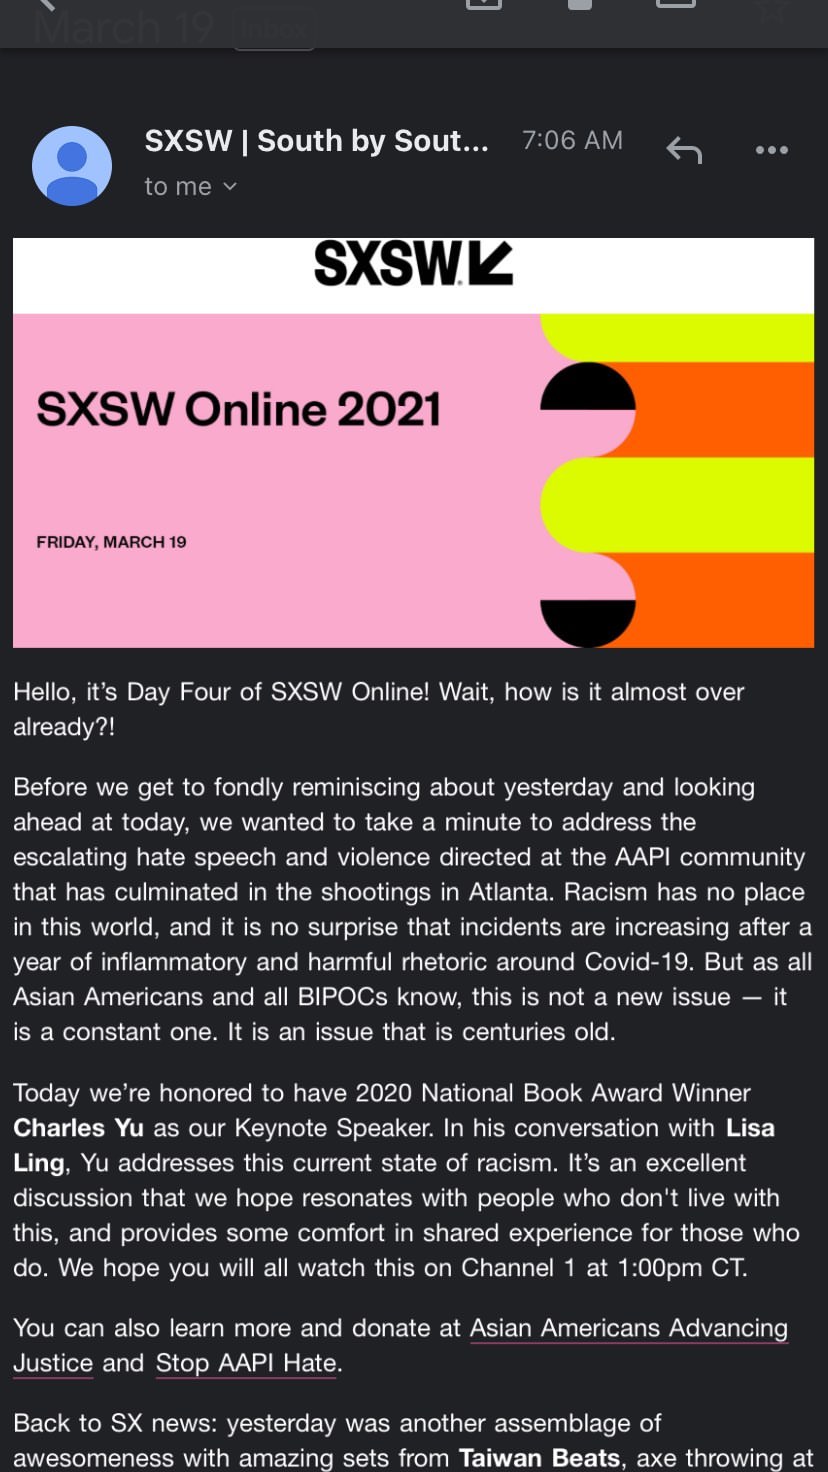 March 19 Inbox
SXSW | South by Sout... 7:06 AM
to me
SXSW
SXSW Online 2021
FRIDAY, MARCH 19
Hello, it’s Day Four of SXSW Online! Wait, how is it almost over
already?!
Before we get to fondly reminiscing about yesterday and looking
ahead at today, we wanted to take a minute to address the
escalating hate speech and violence directed at the AAPI community
that has culminated in the shootings in Atlanta. Racism has no place
in this world, and it is no surprise that incidents are increasing after a
year of inflammatory and harmful rhetoric around Covid-19. But as all
Asian Americans and all BIPOCs know, this is not a new issue — it
is a constant one. It is an issue that is centuries old.
Today we’re honored to have 2020 National Book Award Winner
Charles Yu as our Keynote Speaker. In his conversation with Lisa
Ling, Yu addresses this current state of racism. It’s an excellent
discussion that we hope resonates with people who don't live with
this, and provides some comfort in shared experience for those who
do. We hope you will all watch this on Channel 1 at 1:00pm CT.
You can also learn more and donate at Asian Americans Advancing
Justice and Stop AAPI Hate.
Back to SX news: yesterday was another assemblage of
awesomeness with amazing sets from Taiwan Beats, axe throwing at